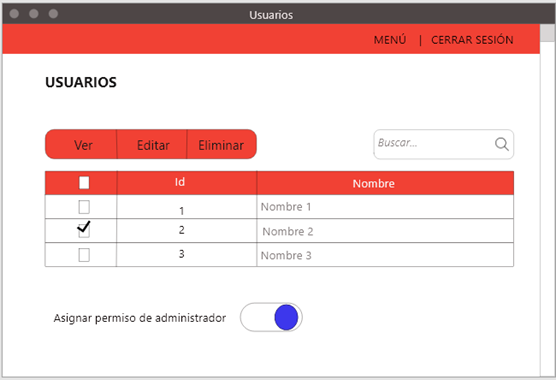 Usuarios
MENÚ | CERRAR SESIÓN
USUARIOS
Ver Editar Eliminar Buscar...
Id Nombre
1 Nombre 1
2 Nombre 2
3 Nombre 3
Asignar permiso de administrador